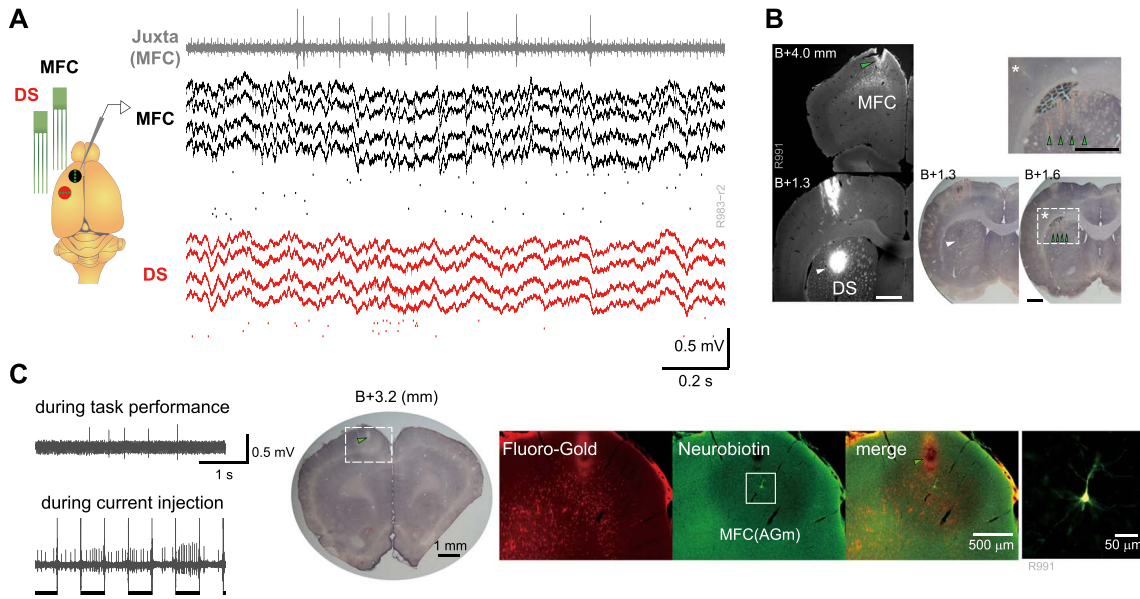 A
Juxta
(MFC)
MFC
DS
MFC
DS
R983-r2
0.5 mV
0.2 s
B
B+4.0 mm
MFC
R991
B+1.3
DS
*
B+1.3
B+1.6
*
C
during task performance
0.5 mV
1 s
during current injection
B+3.2 (mm)
1 mm
Fluoro-Gold
Neurobiotin
MFC(AGm)
merge
500 μm
50 μm
R991